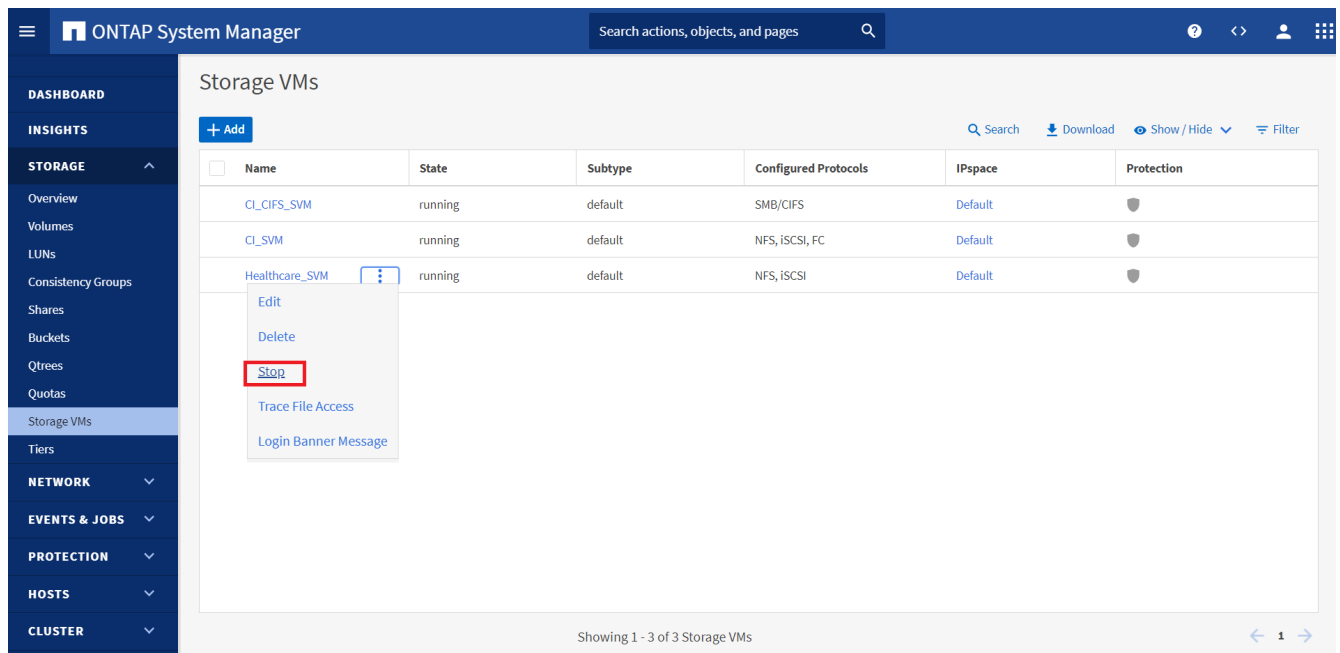 ONTAP System Manager
Search actions, objects, and pages
DASHBOARD
INSIGHTS
STORAGE
Overview
Volumes
LUNs
Consistency Groups
Shares
Buckets
Qtrees
Quotas
Storage VMs
Tiers
NETWORK
EVENTS & JOBS
PROTECTION
HOSTS
CLUSTER
Storage VMs
+ Add
Search Download Show / Hide Filter
Name State Subtype Configured Protocols IPspace Protection
CI_CIFS_SVM running default SMB/CIFS Default
CI_SVM running default NFS, iSCSI, FC Default
Healthcare_SVM running default NFS, iSCSI Default
Edit
Delete
Stop
Trace File Access
Login Banner Message
Showing 1 - 3 of 3 Storage VMs
1